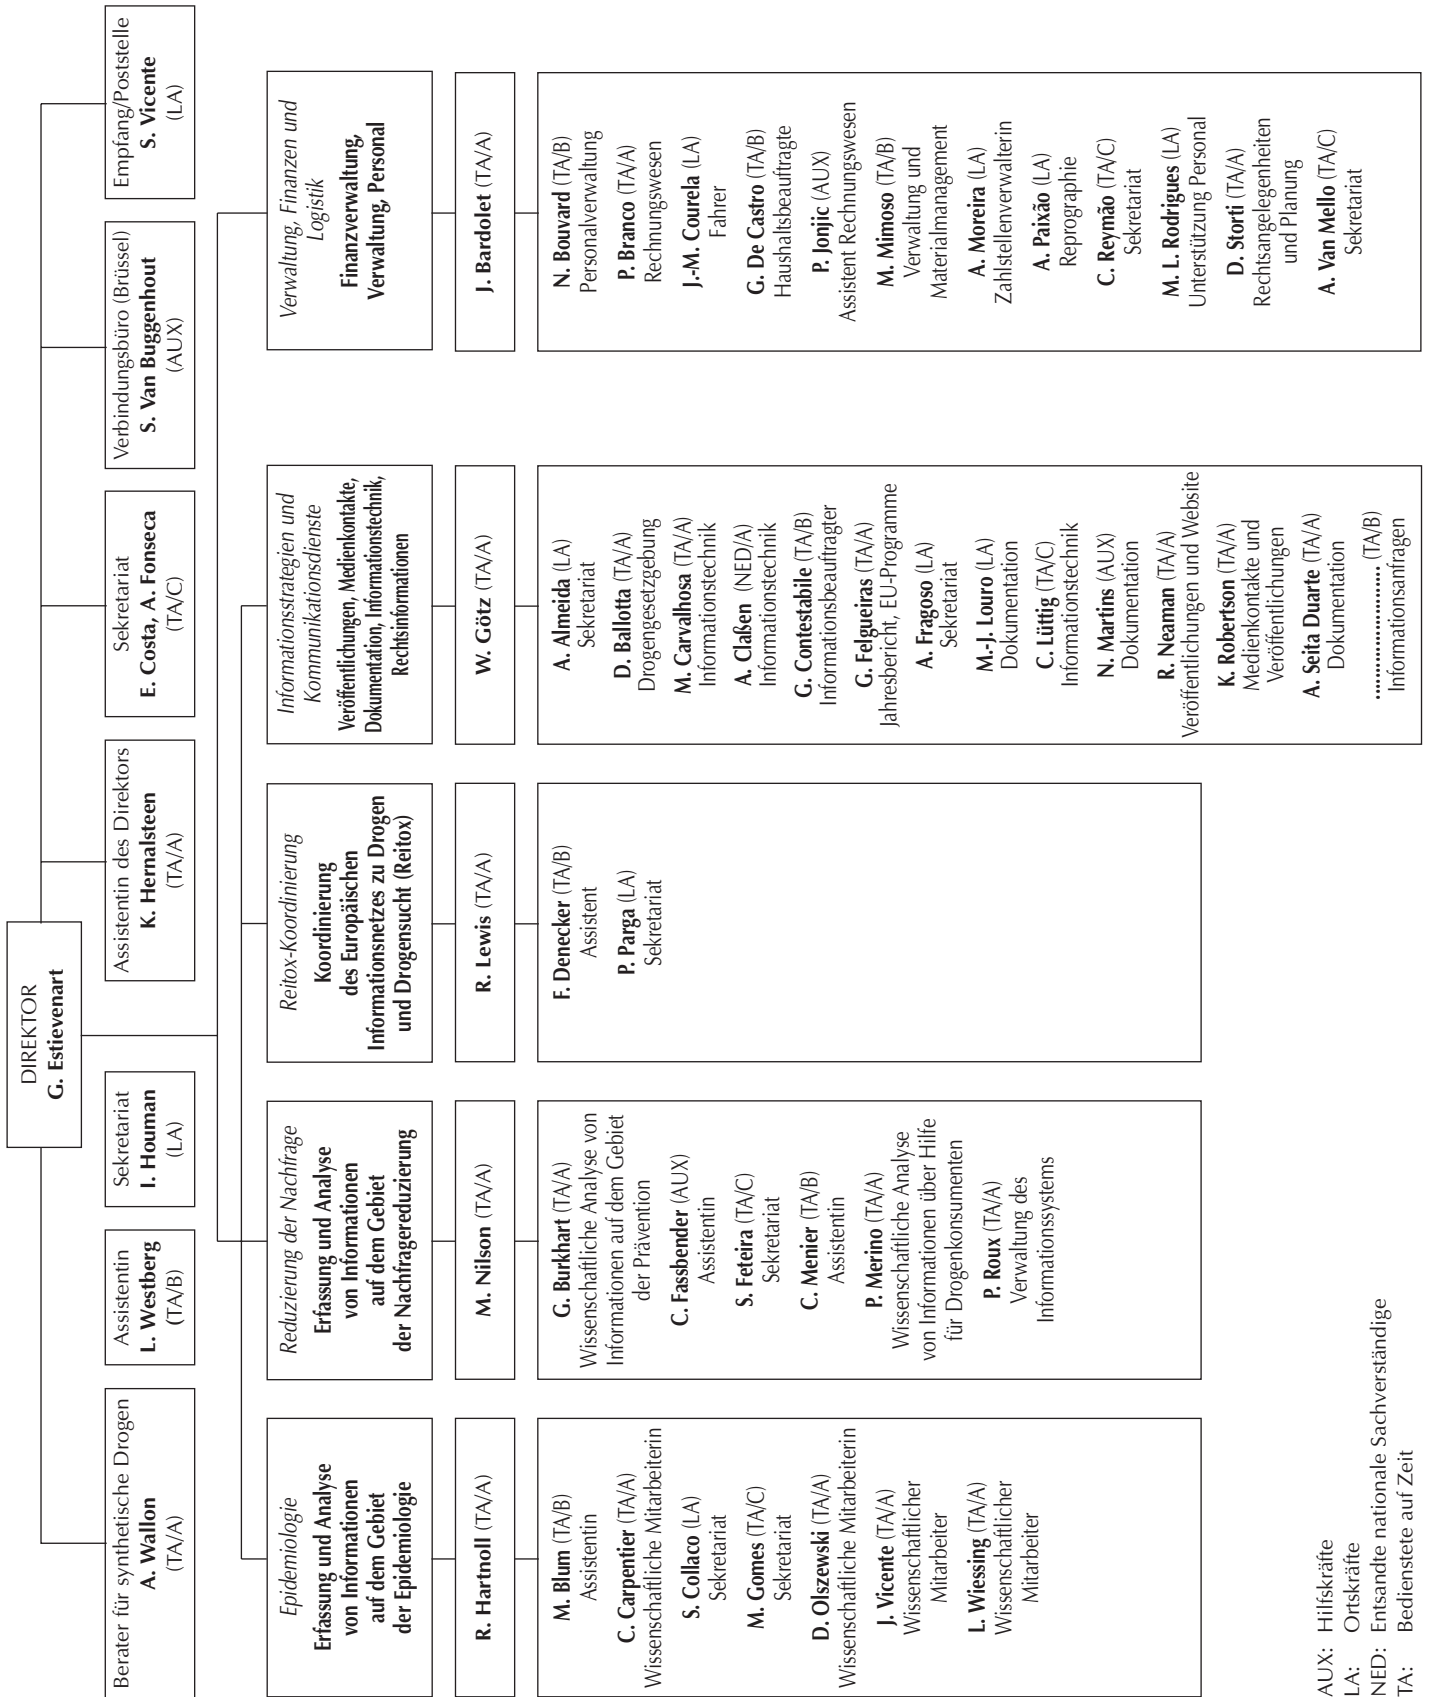 DIREKTOR
G. Estievenart
Berater für synthetische Drogen
A. Wallon
(TA/A)
Assistentin
L. Westberg
(TA/B)
Sekretariat
I. Houman
(LA)
Assistentin des Direktors
K. Hernalsteen
(TA/A)
Sekretariat
E. Costa, A. Fonseca
(TA/C)
Verbindungsbüro (Brüssel)
S. Van Buggenhout
(AUX)
Empfang/Poststelle
S. Vicente
(LA)
Epidemiologie
Erfassung und Analyse
von Informationen
auf dem Gebiet
der Epidemiologie
R. Hartnoll (TA/A)
M. Blum (TA/B)
Assistentin
C. Carpentier (TA/A)
Wissenschaftliche Mitarbeiterin
S. Collaco (LA)
Sekretariat
M. Gomes (TA/C)
Sekretariat
D. Olszewski (TA/A)
Wissenschaftliche Mitarbeiterin
J. Vicente (TA/A)
Wissenschaftlicher
Mitarbeiter
L. Wiessing (TA/A)
Wissenschaftlicher
Mitarbeiter
Reduzierung der Nachfrage
Erfassung und Analyse
von Informationen
auf dem Gebiet
der Nachfragereduzierung
M. Nilson (TA/A)
G. Burkhart (TA/A)
Wissenschaftliche Analyse von
Informationen auf dem Gebiet
der Prävention
C. Fassbender (AUX)
Assistentin
S. Feteira (TA/C)
Sekretariat
C. Menier (TA/B)
Assistentin
P. Merino (TA/A)
Wissenschaftliche Analyse
von Informationen über Hilfe
für Drogenkonsumenten
P. Roux (TA/A)
Verwaltung des
Informationssystems
Reitox-Koordinierung
Koordinierung
des Europäischen
Informationsnetzes zu Drogen
und Drogensucht (Reitox)
R. Lewis (TA/A)
F. Denecker (TA/B)
Assistent
P. Parga (LA)
Sekretariat
Informationsstrategien und
Kommunikationsdienste
Veröffentlichungen, Medienkontakte,
Dokumentation, Informationstechnik,
Rechtsinformationen
W. Götz (TA/A)
A. Almeida (LA)
Sekretariat
D. Ballotta (TA/A)
Drogengesetzgebung
M. Carvalhosa (TA/A)
Informationstechnik
A. Claßen (NED/A)
Informationstechnik
G. Contestabile (TA/B)
Informationsbeauftragter
G. Felgueiras (TA/A)
Jahresbericht, EU-Programme
A. Fragoso (LA)
Sekretariat
M.-J. Louro (LA)
Dokumentation
C. Lüttig (TA/C)
Informationstechnik
N. Martins (AUX)
Dokumentation
R. Neaman (TA/A)
Veröffentlichungen und Website
K. Robertson (TA/A)
Medienkontakte und
Veröffentlichungen
A. Seita Duarte (TA/A)
Dokumentation
..................... (TA/B)
Informationsanfragen
Verwaltung, Finanzen und
Logistik
Finanzverwaltung,
Verwaltung, Personal
J. Bardolet (TA/A)
N. Bouvard (TA/B)
Personalverwaltung
P. Branco (TA/A)
Rechnungswesen
J.-M. Courela (LA)
Fahrer
G. De Castro (TA/B)
Haushaltsbeauftragte
P. Jonjic (AUX)
Assistent Rechnungswesen
M. Mimoso (TA/B)
Verwaltung und
Materialmanagement
A. Moreira (LA)
Zahlstellenverwalterin
A. Paixão (LA)
Reprographie
C. Reymão (TA/C)
Sekretariat
M. L. Rodrigues (LA)
Unterstützung Personal
D. Storti (TA/A)
Rechtsangelegenheiten
und Planung
A. Van Mello (TA/C)
Sekretariat
AUX: Hilfskräfte
LA: Ortskräfte
NED: Entsandte nationale Sachverständige
TA: Bedienstete auf Zeit